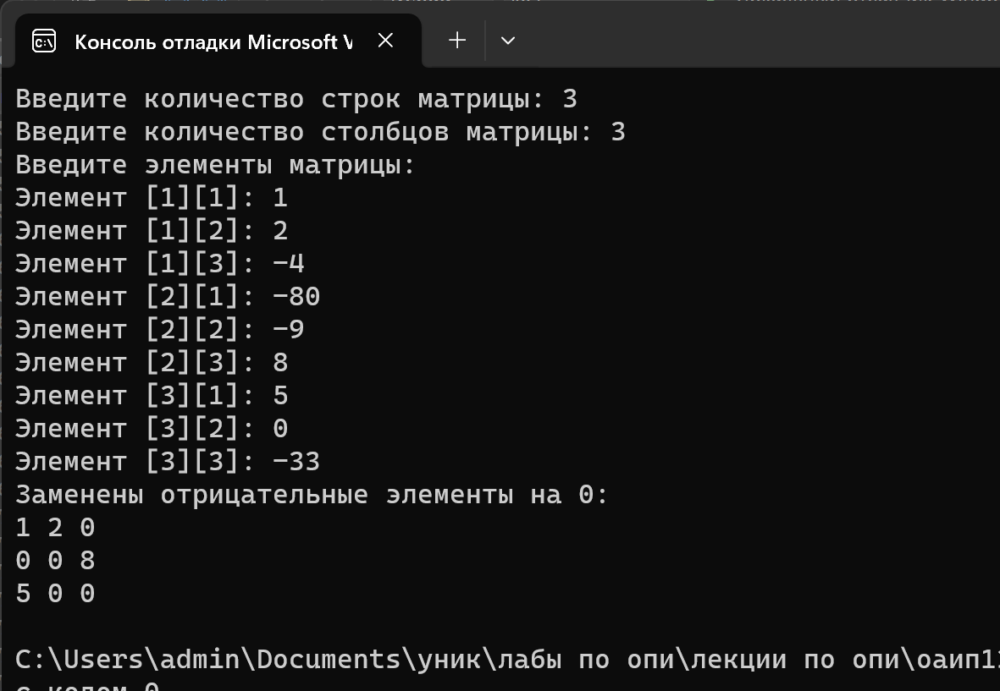 Консоль отладки Microsoft V
Введите количество строк матрицы: 3
Введите количество столбцов матрицы: 3
Введите элементы матрицы:
Элемент [1][1]: 1
Элемент [1][2]: 2
Элемент [1][3]: -4
Элемент [2][1]: -80
Элемент [2][2]: -9
Элемент [2][3]: 8
Элемент [3][1]: 5
Элемент [3][2]: 0
Элемент [3][3]: -33
Заменены отрицательные элементы на 0:
1 2 0
0 0 8
5 0 0
C:\Users\admin\Documents\уник\лабы по опи\лекции по опи\оаип1
с кодом 0